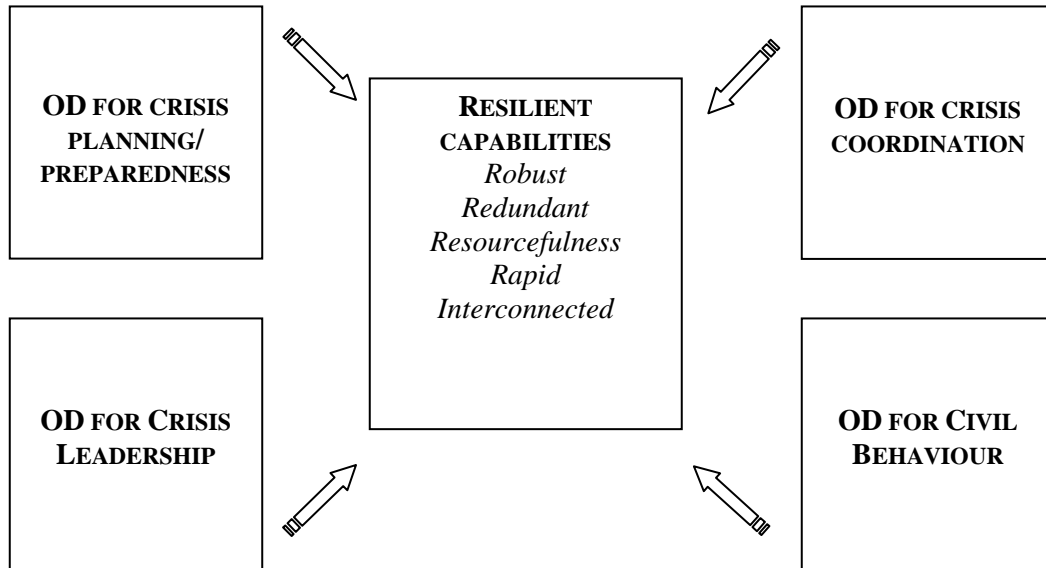 OD FOR CRISIS
PLANNING/
PREPAREDNESS
RESILIENT
CAPABILITIES
Robust
Redundant
Resourcefulness
Rapid
Interconnected
OD FOR CRISIS
COORDINATION
OD FOR CRISIS
LEADERSHIP
OD FOR CIVIL
BEHAVIOUR